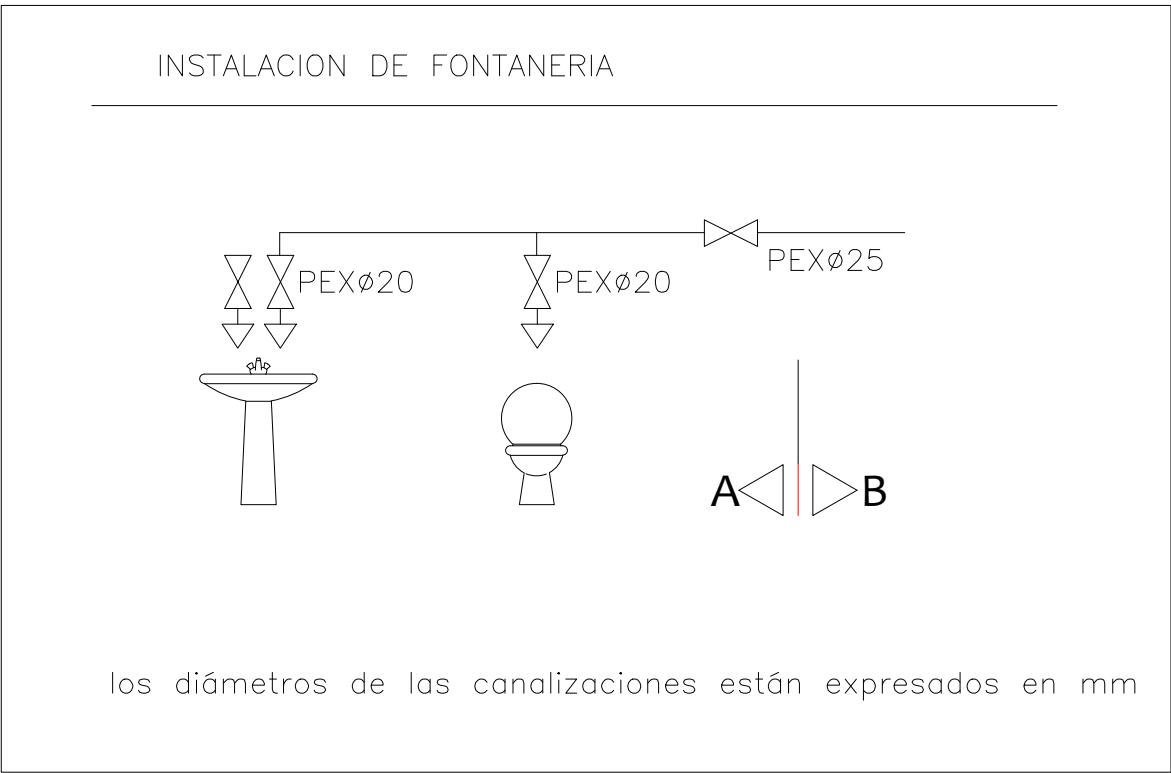 INSTALACION DE FONTANERIA
PEXø25
PEXø20
PEXø20
A
B
los diámetros de las canalizaciones están expresados en mm